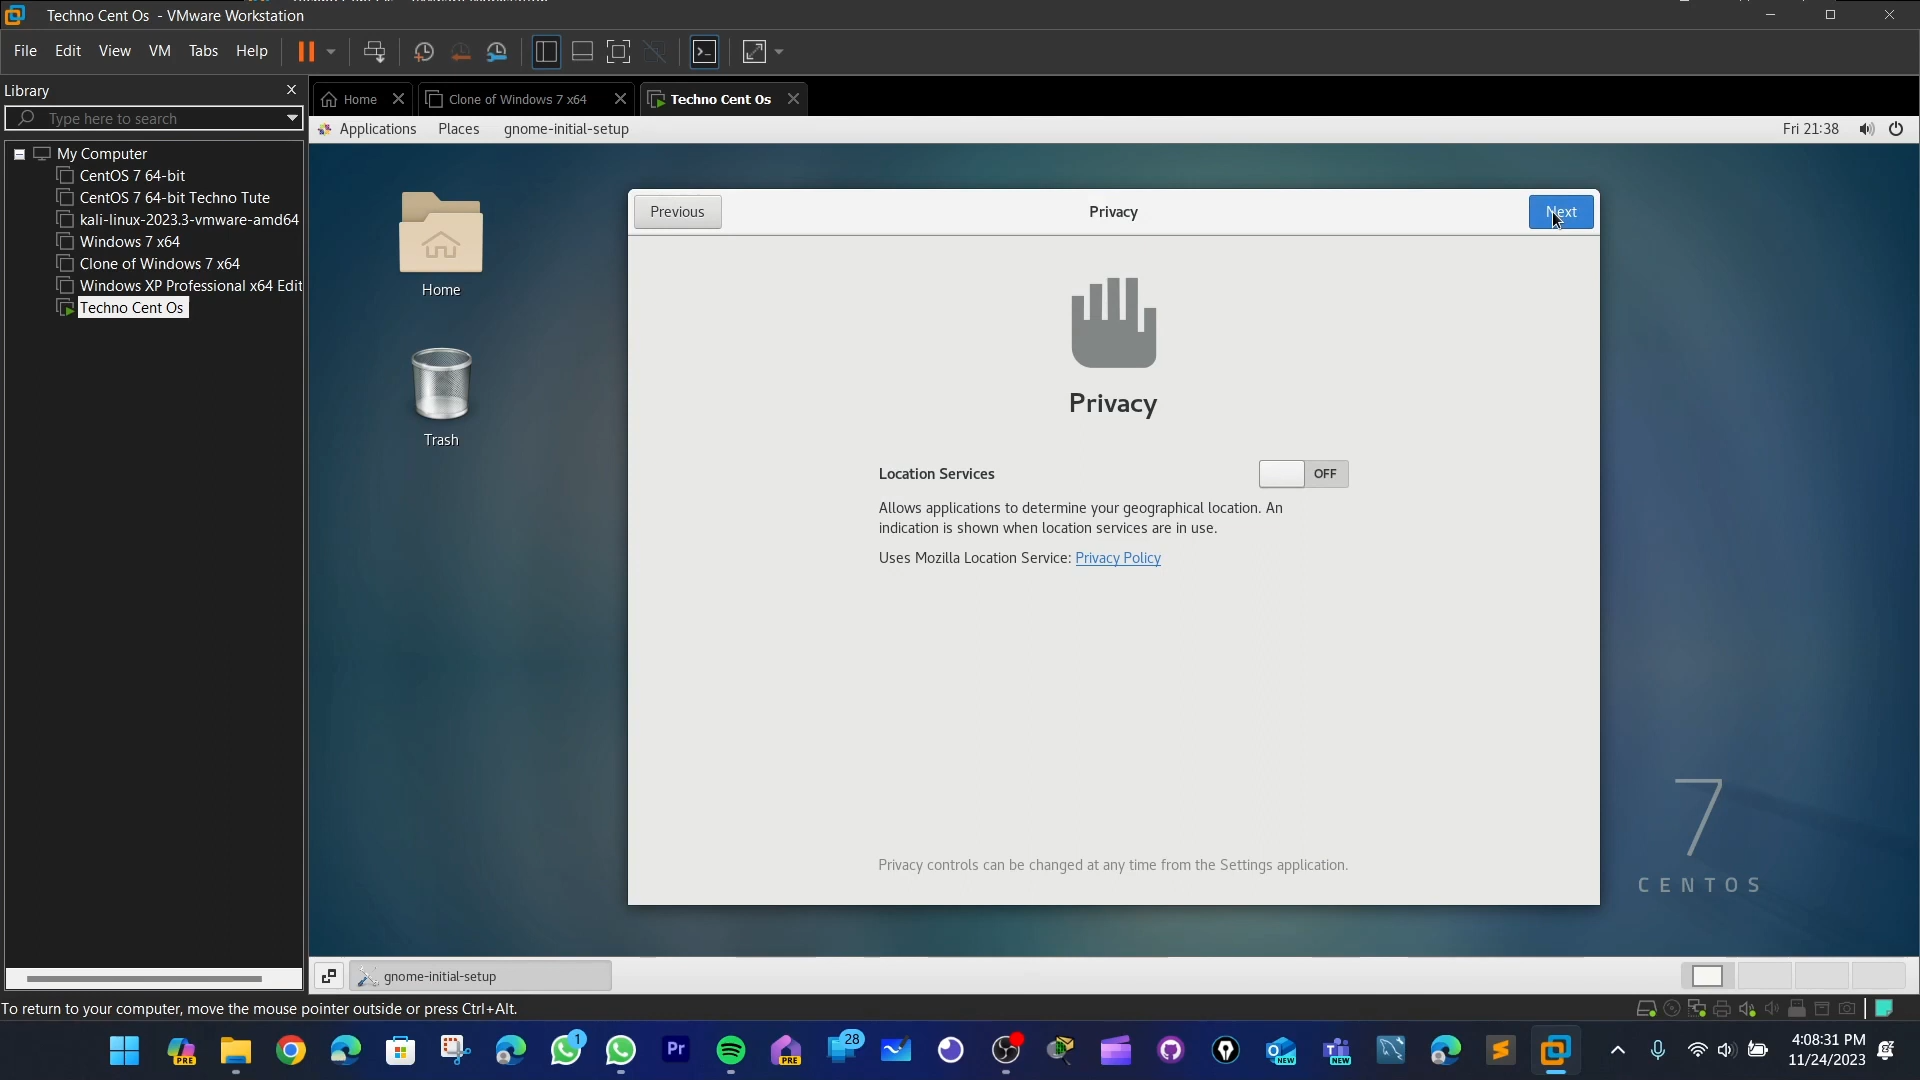 Techno Cent Os - VMware Workstation
File Edit View VM Tabs Help
Library
Type here to search
My Computer
CentOS 7 64-bit
CentOS 7 64-bit Techno Tute
kali-linux-2023.3-vmware-amd64
Windows 7 x64
Clone of Windows 7 x64
Windows XP Professional x64 Edit
Techno Cent Os
Home
Clone of Windows 7 x64
Techno Cent Os
Applications Places gnome-initial-setup
Fri 21:38
Home
Trash
Previous
Privacy
Next
Privacy
Location Services
OFF
Allows applications to determine your geographical location. An
indication is shown when location services are in use.
Uses Mozilla Location Service: Privacy Policy
Privacy controls can be changed at any time from the Settings application.
7
CENTOS
gnome-initial-setup
To return to your computer, move the mouse pointer outside or press Ctrl+Alt.
PRE
1
Pr
PRE
28
NEW
NEW
4:08:31 PM
11/24/2023